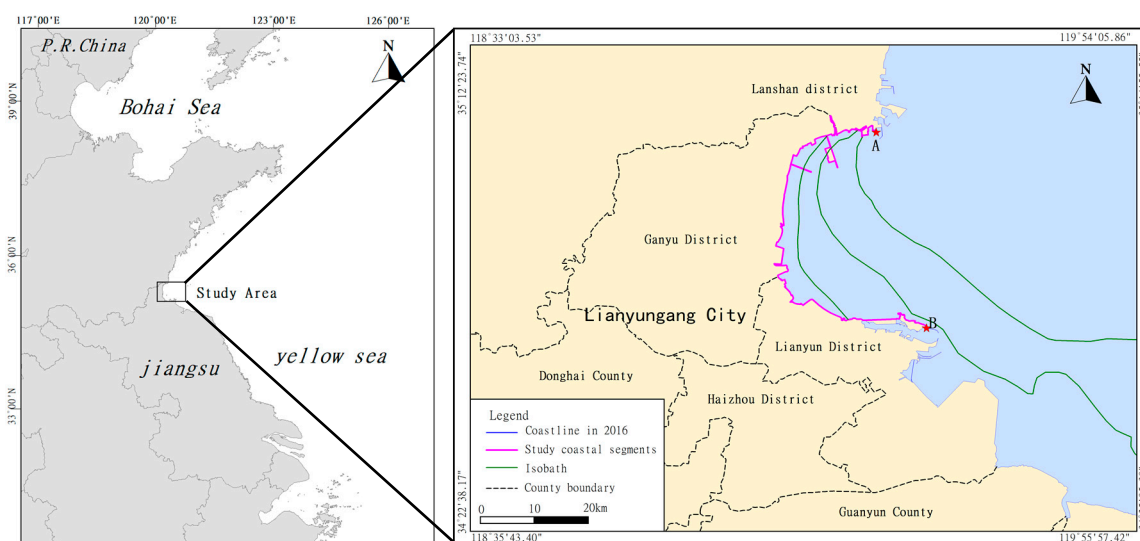 117°00'E
120°00'E
123°00'E
126°00'E
P.R.China
N
Bohai Sea
39°00'N
36°00'N
Study Area
yellow sea
jiangsu
33°00'N
118°33'03.53"
119°54'05.86"
35°12'23.74"
N
Lanshan district
A
Ganyu District
Lianyungang City
B
Lianyun District
Donghai County
Haizhou District
Legend
Coastline in 2016
Study coastal segments
Isobath
County boundary
0 10 20km
Guanyun County
34°22'38.17"
118°35'43.40"
119°55'57.42"